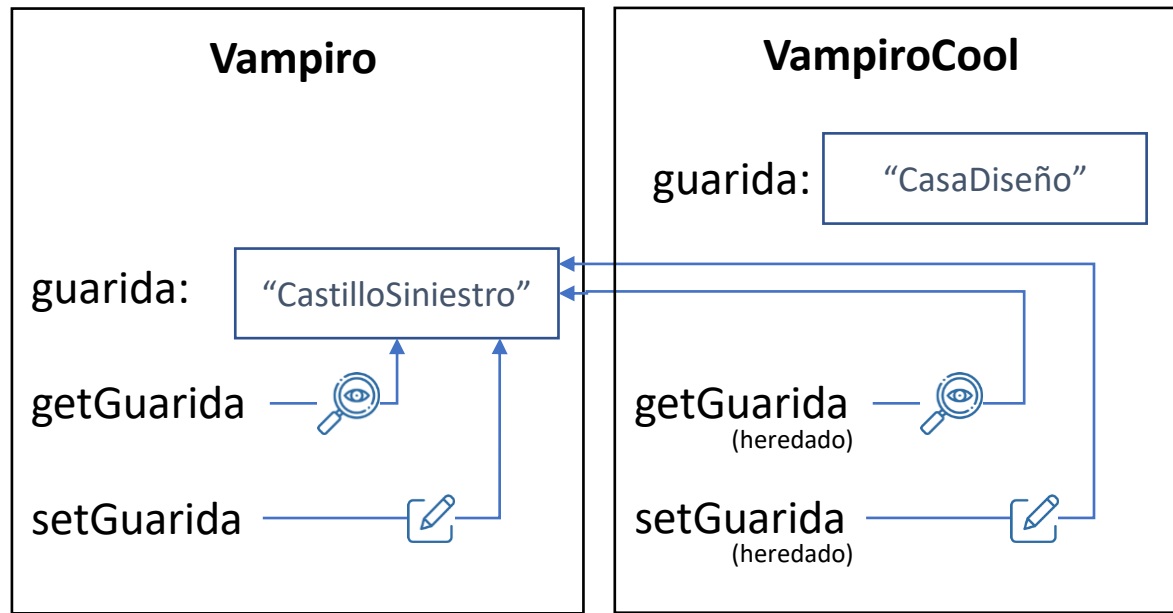 Vampiro
guarida:
“CastilloSiniestro”
getGuarida
setGuarida
VampiroCool
guarida:
“CasaDiseño”
getGuarida
(heredado)
setGuarida
(heredado)